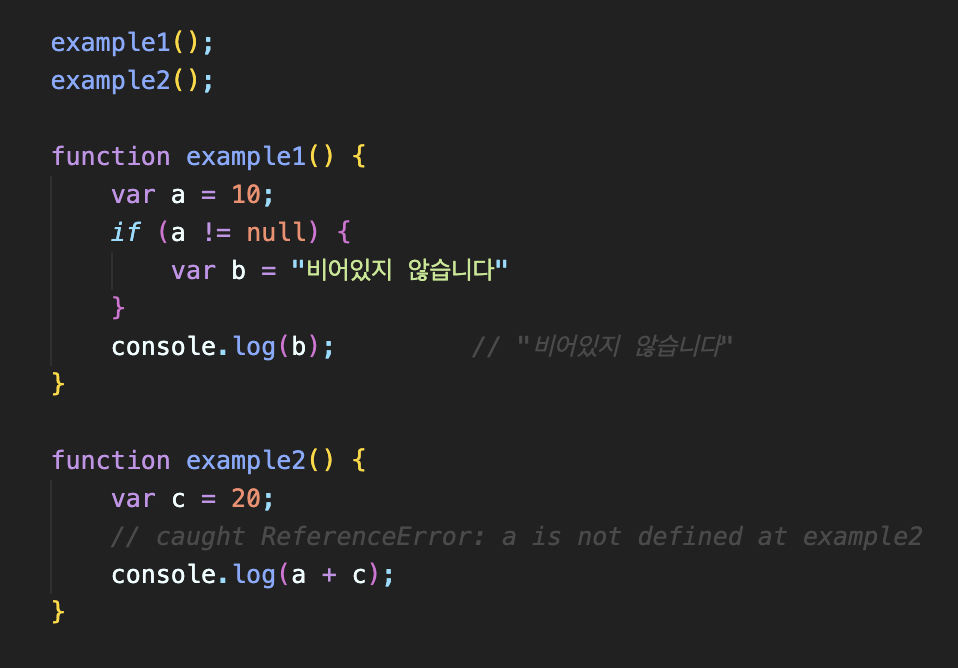 example1();
example2();
function example1() {
var a = 10;
if (a != null) {
var b = "비어있지 않습니다"
}
console.log(b); // "비어있지 않습니다"
}
function example2() {
var c = 20;
// caught ReferenceError: a is not defined at example2
console.log(a + c);
}